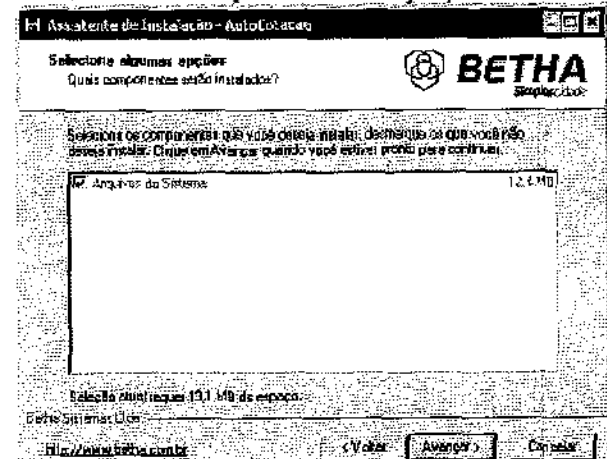 Assistente de Instalação - AutoCotacao
Selecione algumas opções
Quais componentes serão instalados?
BETHA
Simplicidade
Selecione os componentes que você deseja instalar, desmarque os que você não
deseja instalar. Clique em Avançar quando você estiver pronto para continuar.
Arquivos do Sistema
MB
Seleção atual requer 13,1 MB de espaço.
Betha Sistemas Ltda
http://www.betha.com.br
< Voltar
Avançar >
Cancelar